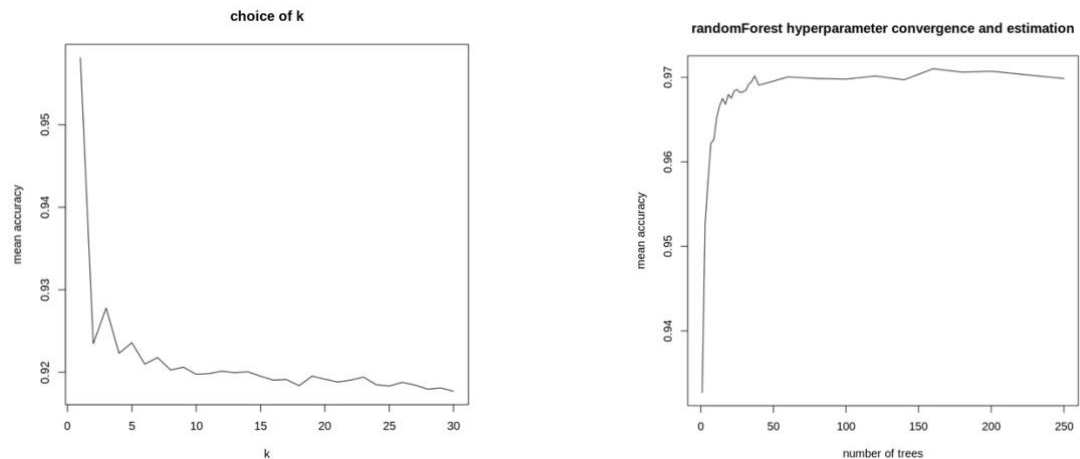 choice of k
mean accuracy
0.95
0.94
0.93
0.92
0 5 10 15 20 25 30
k
randomForest hyperparameter convergence and estimation
mean accuracy
0.97
0.96
0.95
0.94
0 50 100 150 200 250
number of trees